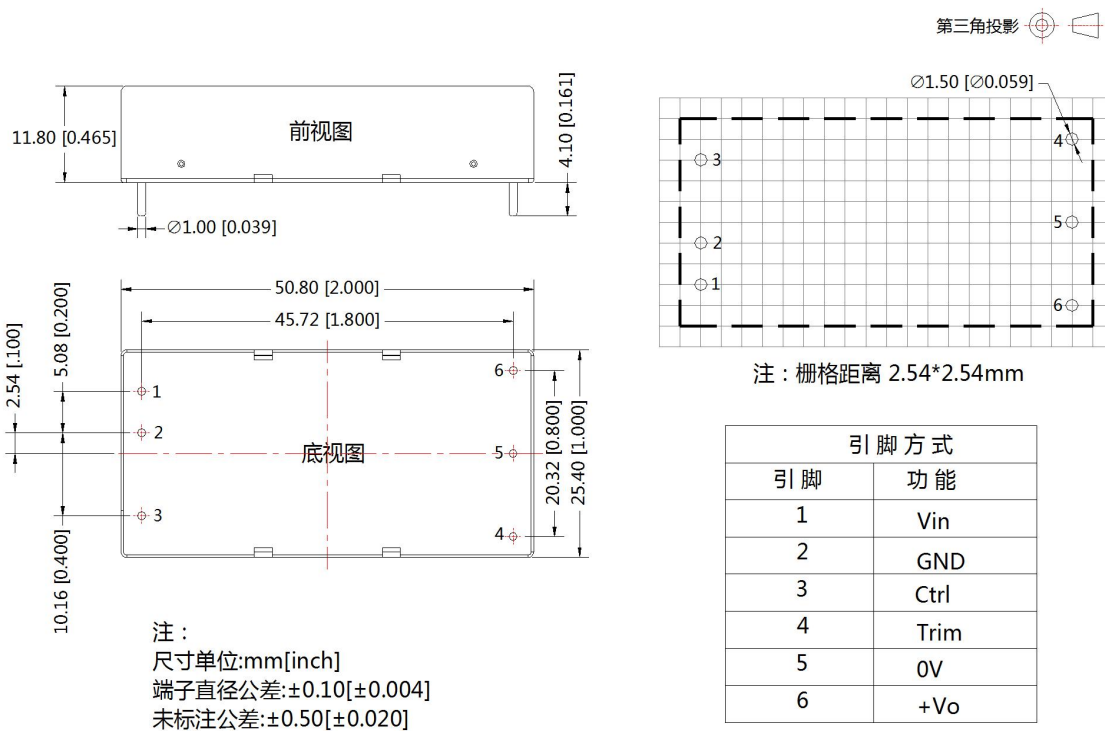 第三角投影
11.80 [0.465]
前视图
4.10 [0.161]
∅1.00 [0.039]
∅1.50 [∅0.059]
3
2
1
4
5
6
注：栅格距离 2.54*2.54mm
50.80 [2.000]
45.72 [1.800]
2.54 [.100]
5.08 [0.200]
10.16 [0.400]
1
2
3
底视图
6
5
4
20.32 [0.800]
25.40 [1.000]
注：
尺寸单位:mm[inch]
端子直径公差:±0.10[±0.004]
未标注公差:±0.50[±0.020]
引脚方式
引脚 功能
1 Vin
2 GND
3 Ctrl
4 Trim
5 0V
6 +Vo